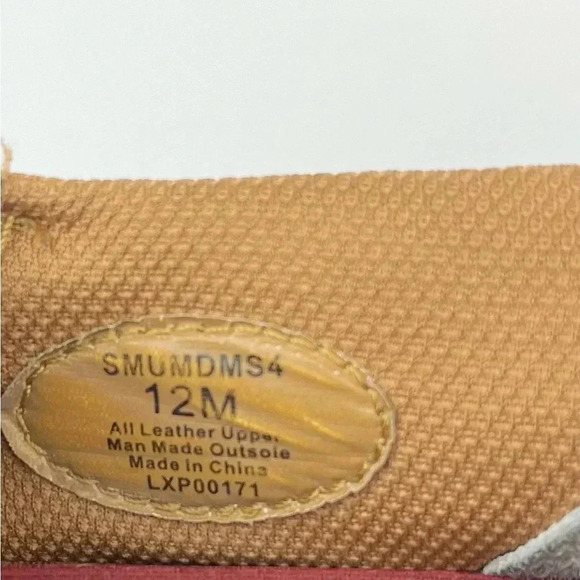 SMUMDMS4
12M
All Leather Upper
Man Made Outsole
Made in China
LXP00171